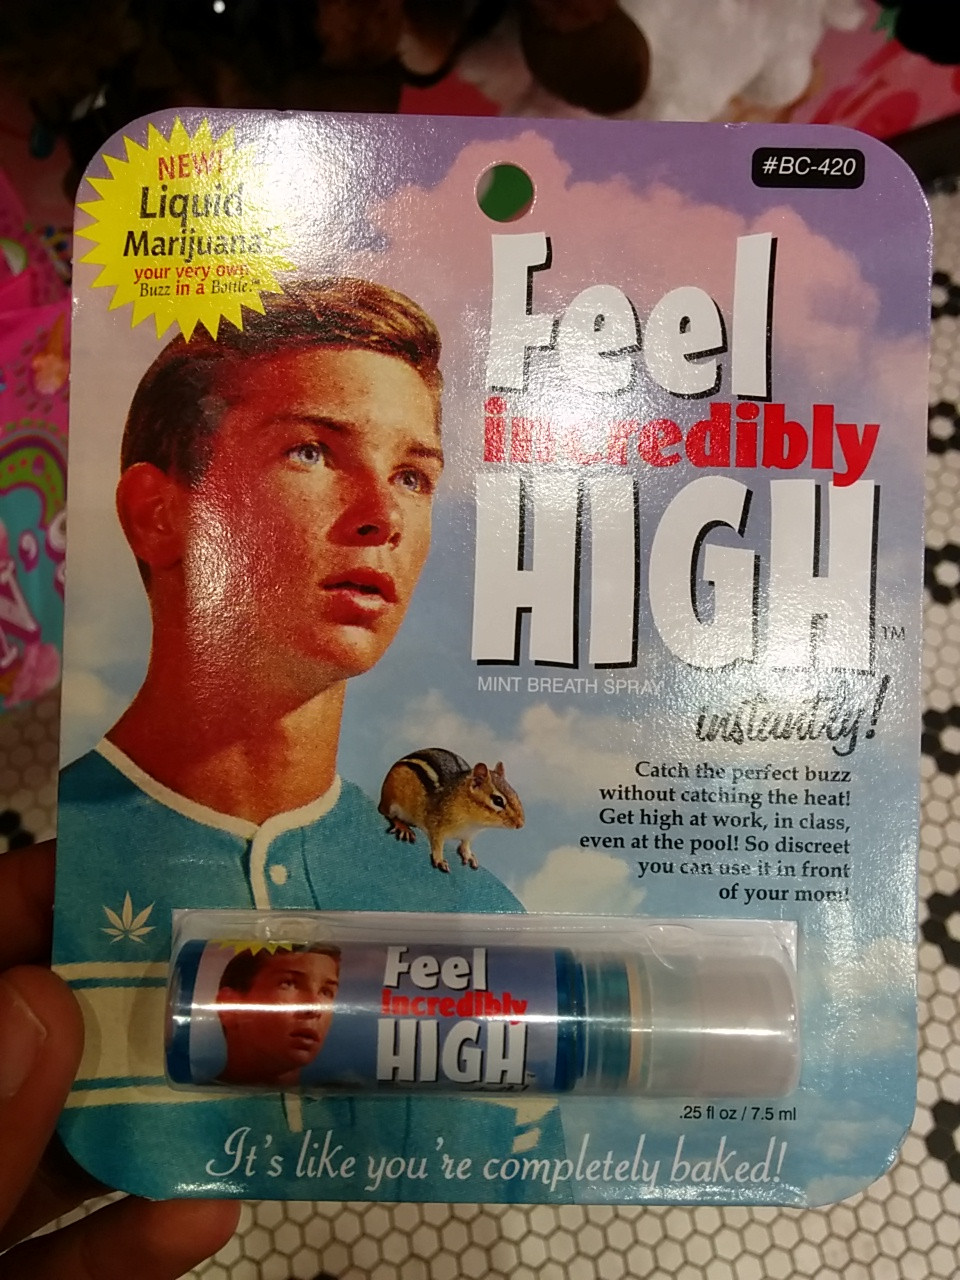 NEW!
Liquid
Marijuana!
your very own
Buzz in a Bottle.™
#BC-420
Feel
incredibly
HIGH™
MINT BREATH SPRAY
instantly!
Catch the perfect buzz
without catching the heat!
Get high at work, in class,
even at the pool! So discreet
you can use it in front
of your mom!
Feel
incredibly
HIGH™
.25 fl oz / 7.5 ml
It's like you're completely baked!